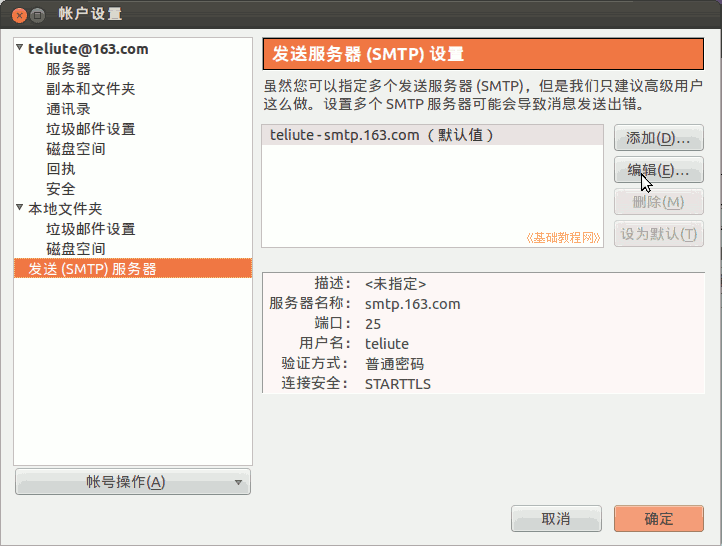 帐户设置
teliute@163.com
服务器
副本和文件夹
通讯录
垃圾邮件设置
磁盘空间
回执
安全
本地文件夹
垃圾邮件设置
磁盘空间
发送 (SMTP) 服务器
帐号操作(A)
发送服务器 (SMTP) 设置
虽然您可以指定多个发送服务器 (SMTP)，但是我们只建议高级用户
这么做。设置多个 SMTP 服务器可能会导致消息发送出错。
teliute - smtp.163.com （ 默认值 ）
添加(D)...
编辑(E)...
删除(M)
设为默认(T)
《基础教程网》
描述： <未指定>
服务器名称： smtp.163.com
端口： 25
用户名： teliute
验证方式： 普通密码
连接安全： STARTTLS
取消
确定